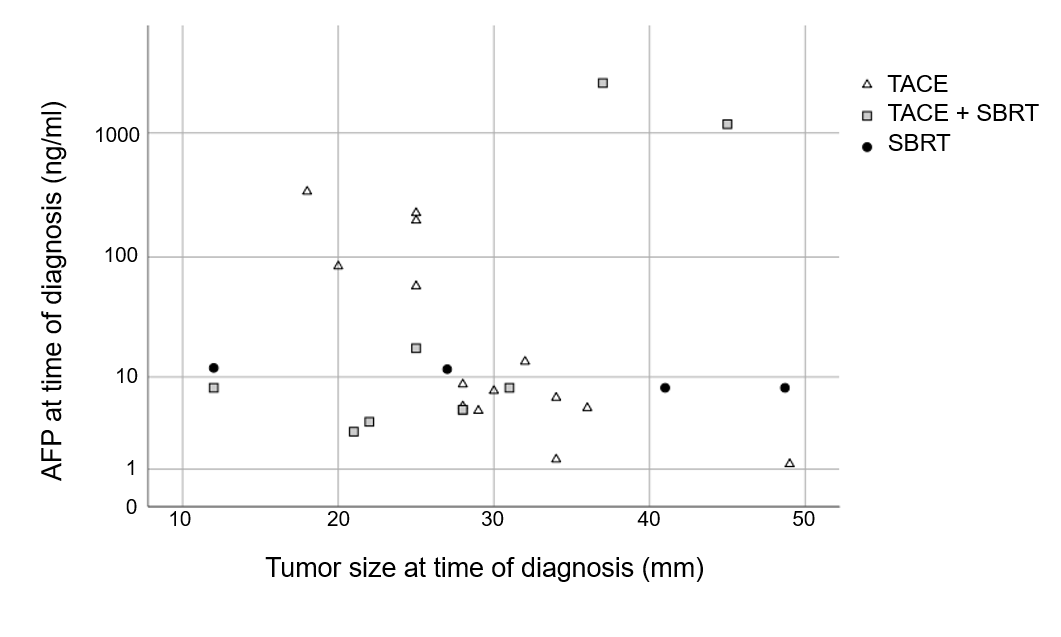 AFP at time of diagnosis (ng/ml)
1000
100
10
1
0
10 20 30 40 50
Tumor size at time of diagnosis (mm)
TACE
TACE + SBRT
SBRT